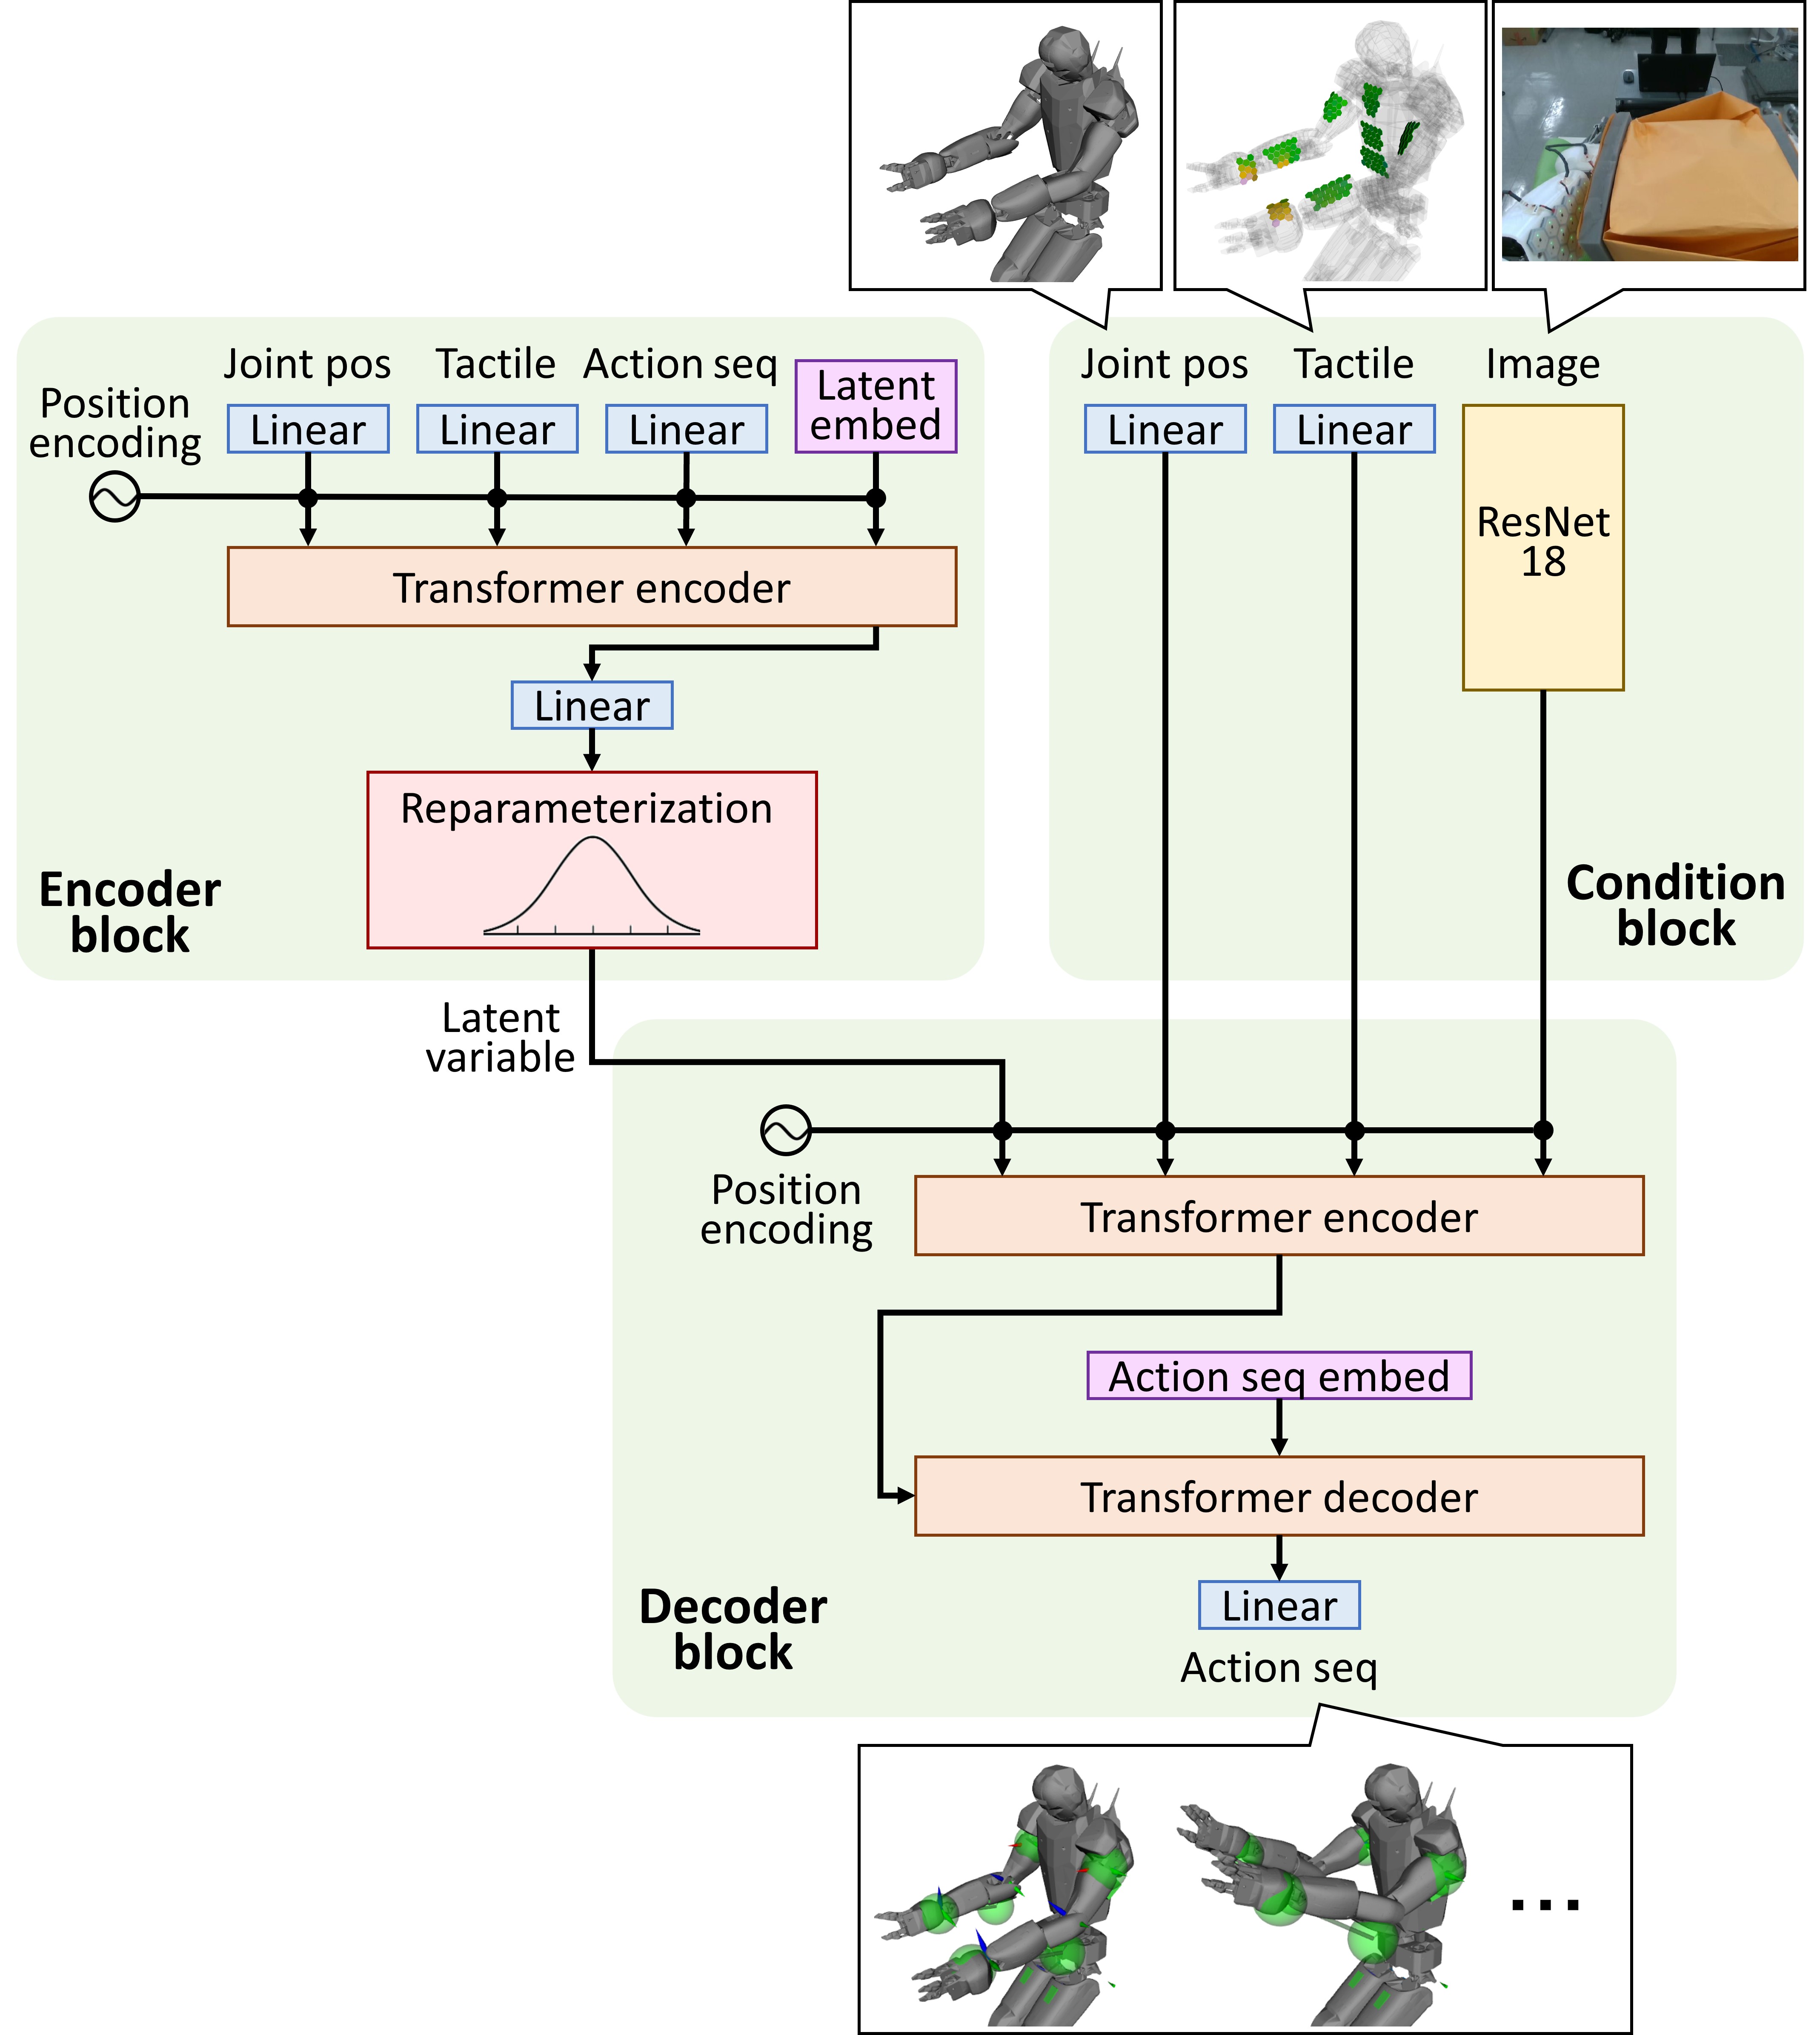 Joint pos
Tactile
Action seq
Latent
embed
Position
encoding
Linear
Linear
Linear
Transformer encoder
Linear
Reparameterization
Encoder
block
Joint pos
Tactile
Image
Linear
Linear
ResNet
18
Condition
block
Latent
variable
Position
encoding
Transformer encoder
Action seq embed
Transformer decoder
Linear
Decoder
block
Action seq
...